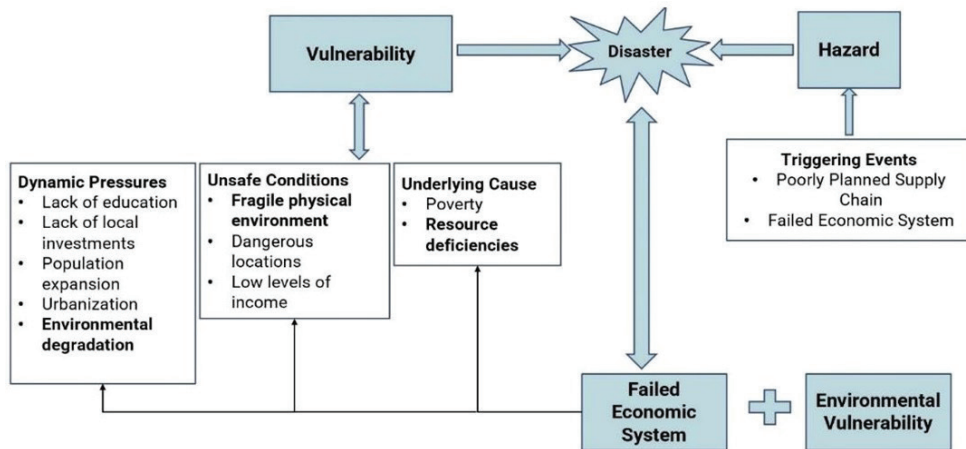 Vulnerability
Disaster
Hazard
Dynamic Pressures
• Lack of education
• Lack of local
investments
• Population
expansion
• Urbanization
• Environmental
degradation
Unsafe Conditions
• Fragile physical
environment
• Dangerous
locations
• Low levels of
income
Underlying Cause
• Poverty
• Resource
deficiencies
Triggering Events
• Poorly Planned Supply
Chain
• Failed Economic System
Failed
Economic
System
Environmental
Vulnerability